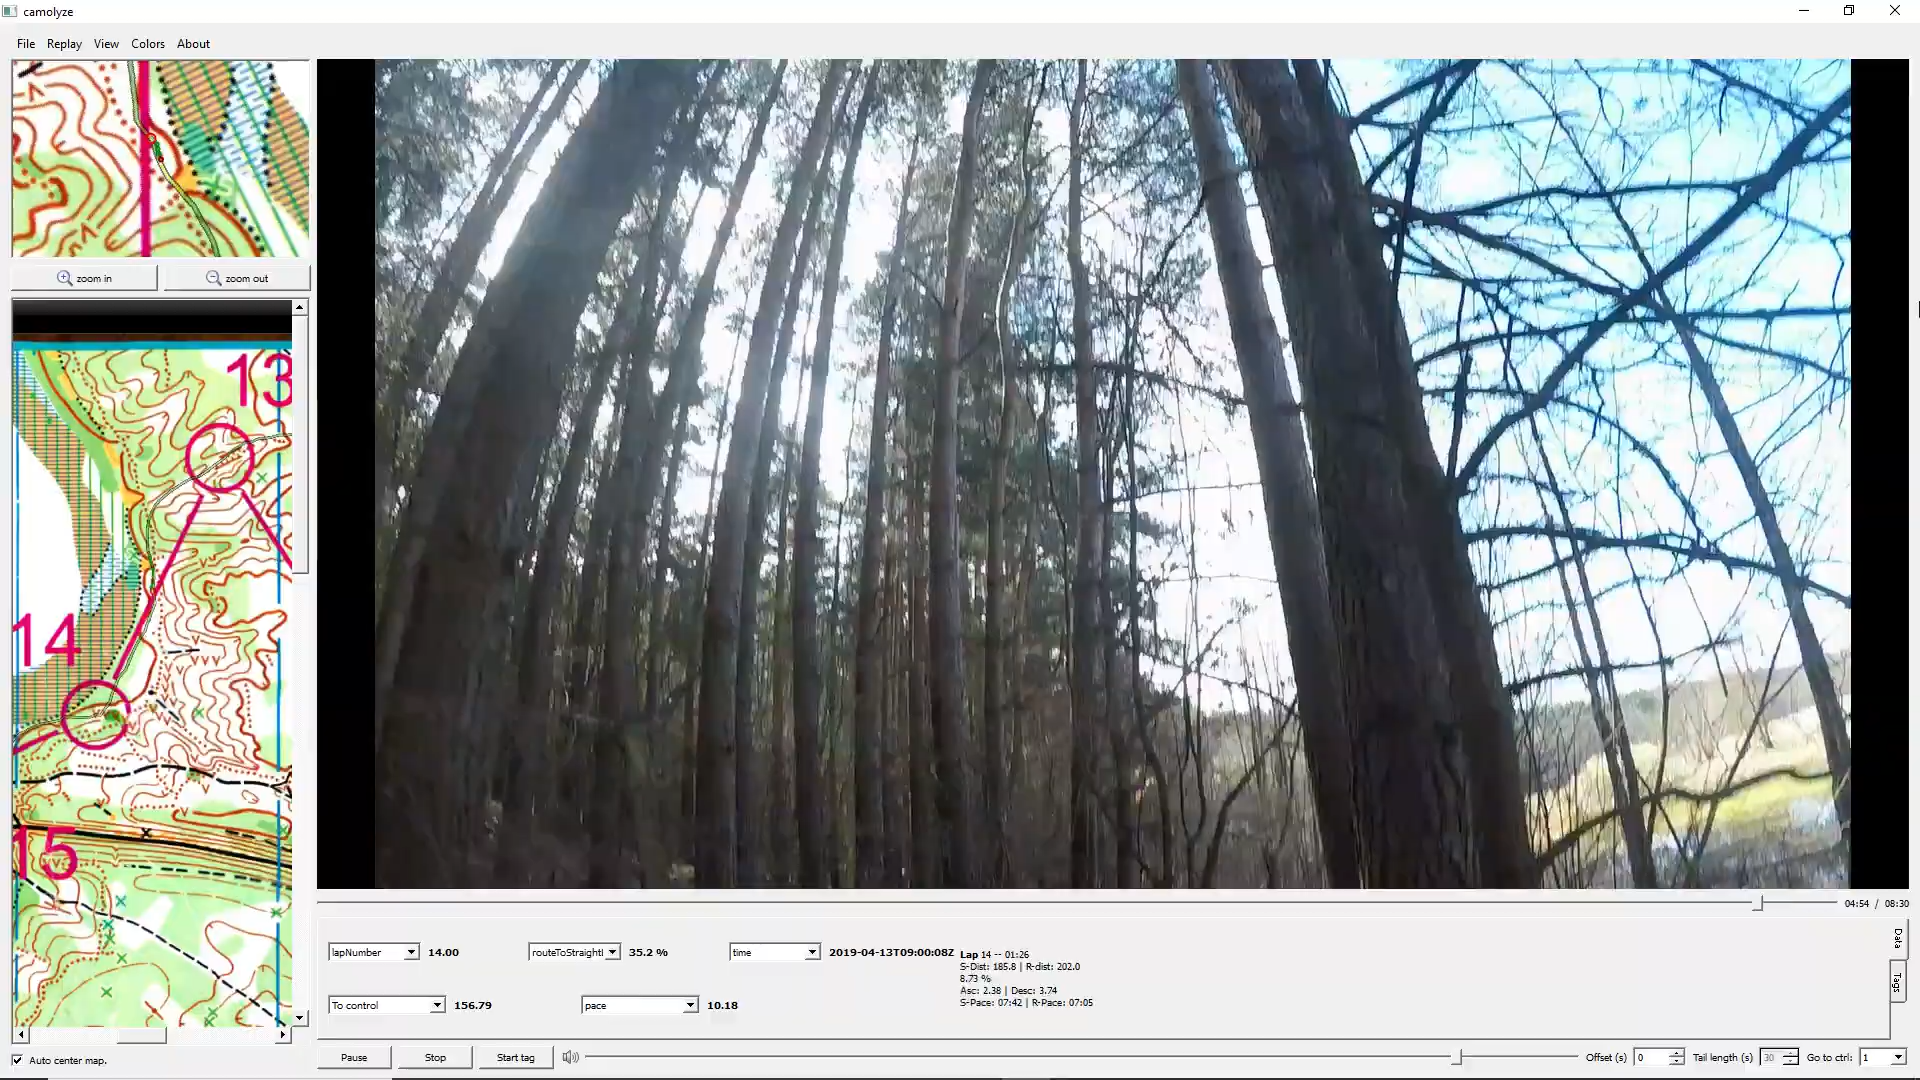 camolyze
File Replay View Colors About
zoom in zoom out
13
14
15
Auto center map.
04:54 / 08:30
lapNumber 14.00 routeToStraightl 35.2 % time 2019-04-13T09:00:08Z
To control 156.79 pace 10.18
Lap 14 -- 01:26
S-Dist: 185.8 | R-dist: 202.0
8.73 %
Asc: 2.38 | Desc: 3.74
S-Pace: 07:42 | R-Pace: 07:05
Data
Tags
Pause Stop Start tag Offset (s) 0 Tail length (s) 30 Go to ctrl: 1